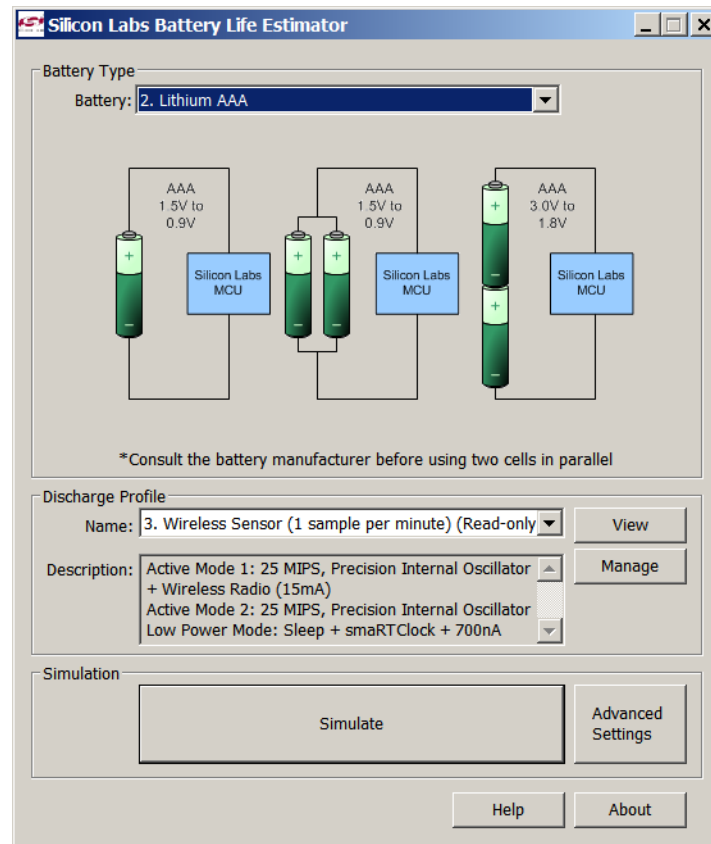 Silicon Labs Battery Life Estimator
Battery Type
Battery: 2. Lithium AAA
AAA
1.5V to
0.9V
+
-
Silicon Labs
MCU
AAA
1.5V to
0.9V
+ +
- -
Silicon Labs
MCU
AAA
3.0V to
1.8V
+
-
+
-
Silicon Labs
MCU
*Consult the battery manufacturer before using two cells in parallel
Discharge Profile
Name: 3. Wireless Sensor (1 sample per minute) (Read-only
View
Description: Active Mode 1: 25 MIPS, Precision Internal Oscillator
+ Wireless Radio (15mA)
Active Mode 2: 25 MIPS, Precision Internal Oscillator
Low Power Mode: Sleep + smaRTClock + 700nA
Manage
Simulation
Simulate
Advanced
Settings
Help
About